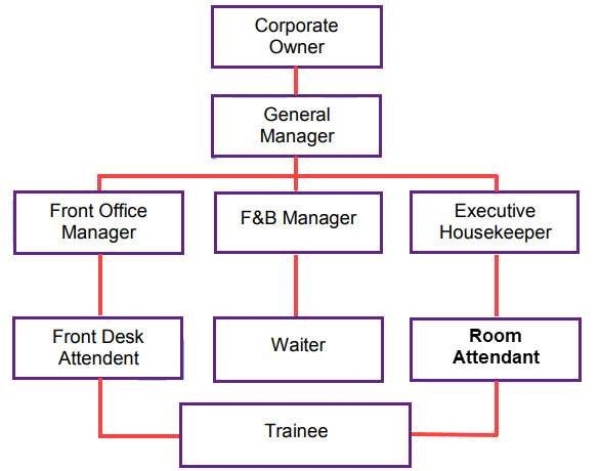 Corporate
Owner
General
Manager
Front Office
Manager
F&B Manager
Executive
Housekeeper
Front Desk
Attendent
Waiter
Room
Attendant
Trainee